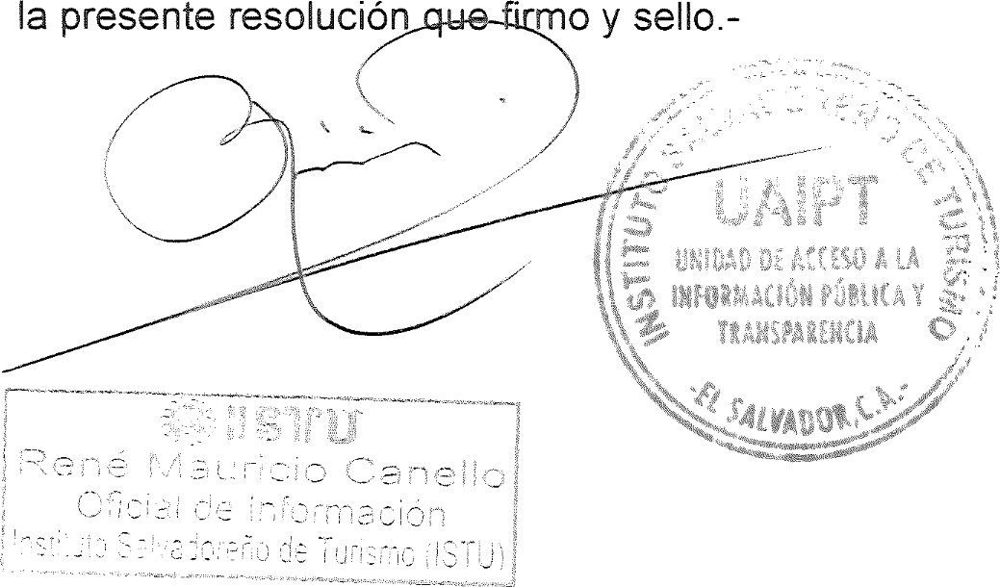 la presente resolución que firmo y sello.-
INSTITUTO SALVADOREÑO DE TURISMO
UAIPT
UNIDAD DE ACCESO A LA
INFORMACIÓN PÚBLICA Y
TRANSPARENCIA
-EL SALVADOR, C.A.-
ISTU
René Mauricio Canello
Oficial de Información
Instituto Salvadoreño de Turismo (ISTU)